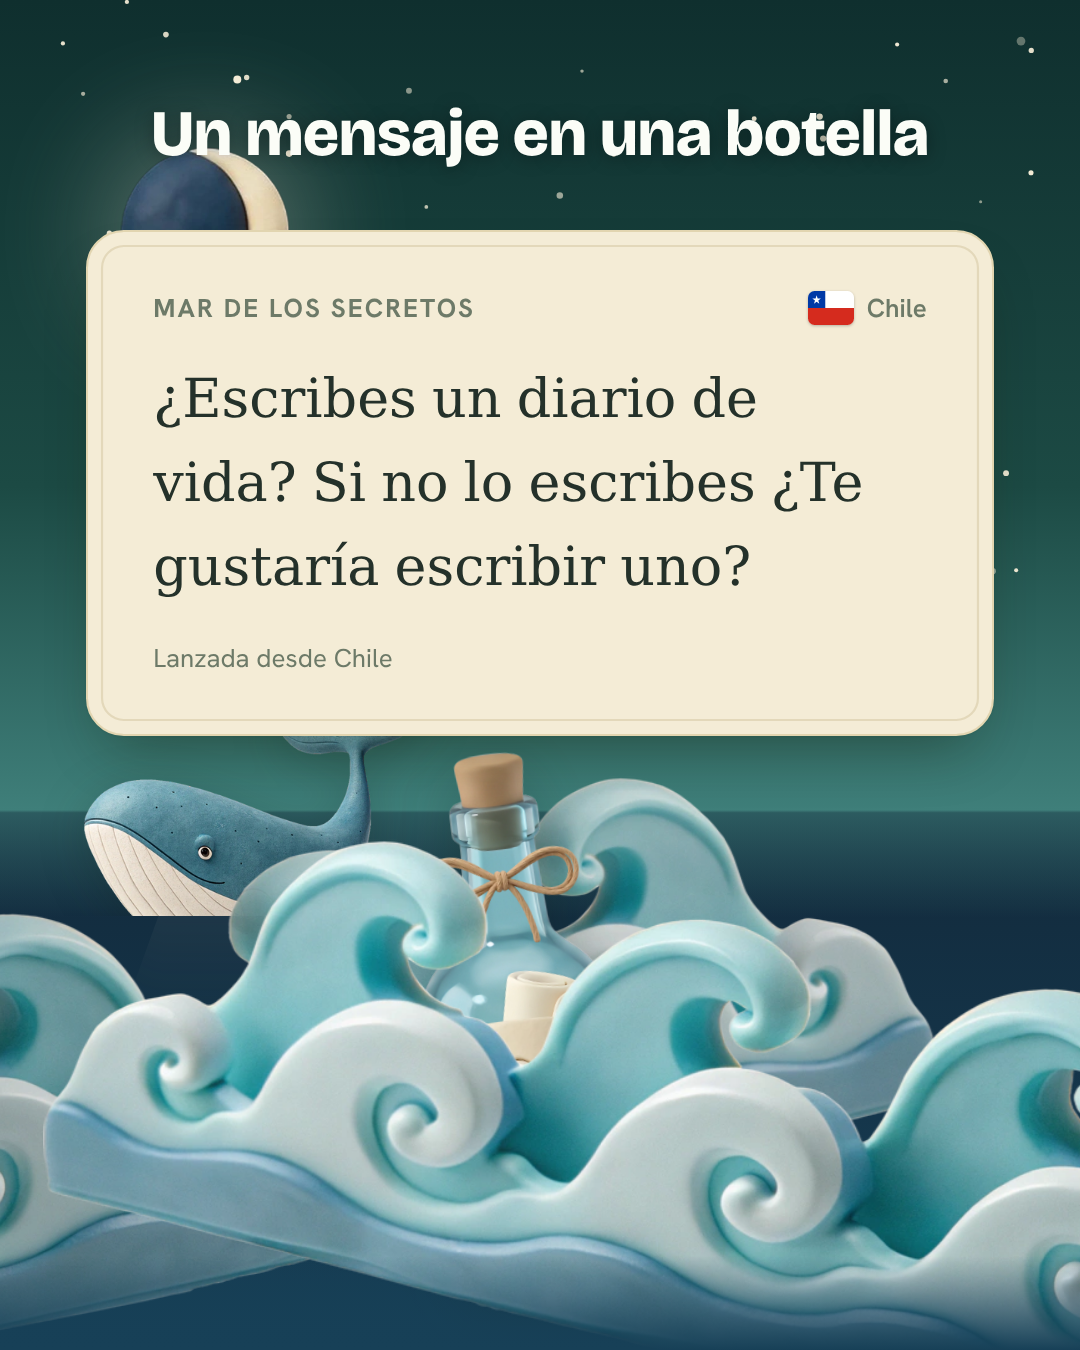 Un mensaje en una botella
MAR DE LOS SECRETOS
Chile
¿Escribes un diario de
vida? Si no lo escribes ¿Te
gustaría escribir uno?
Lanzada desde Chile